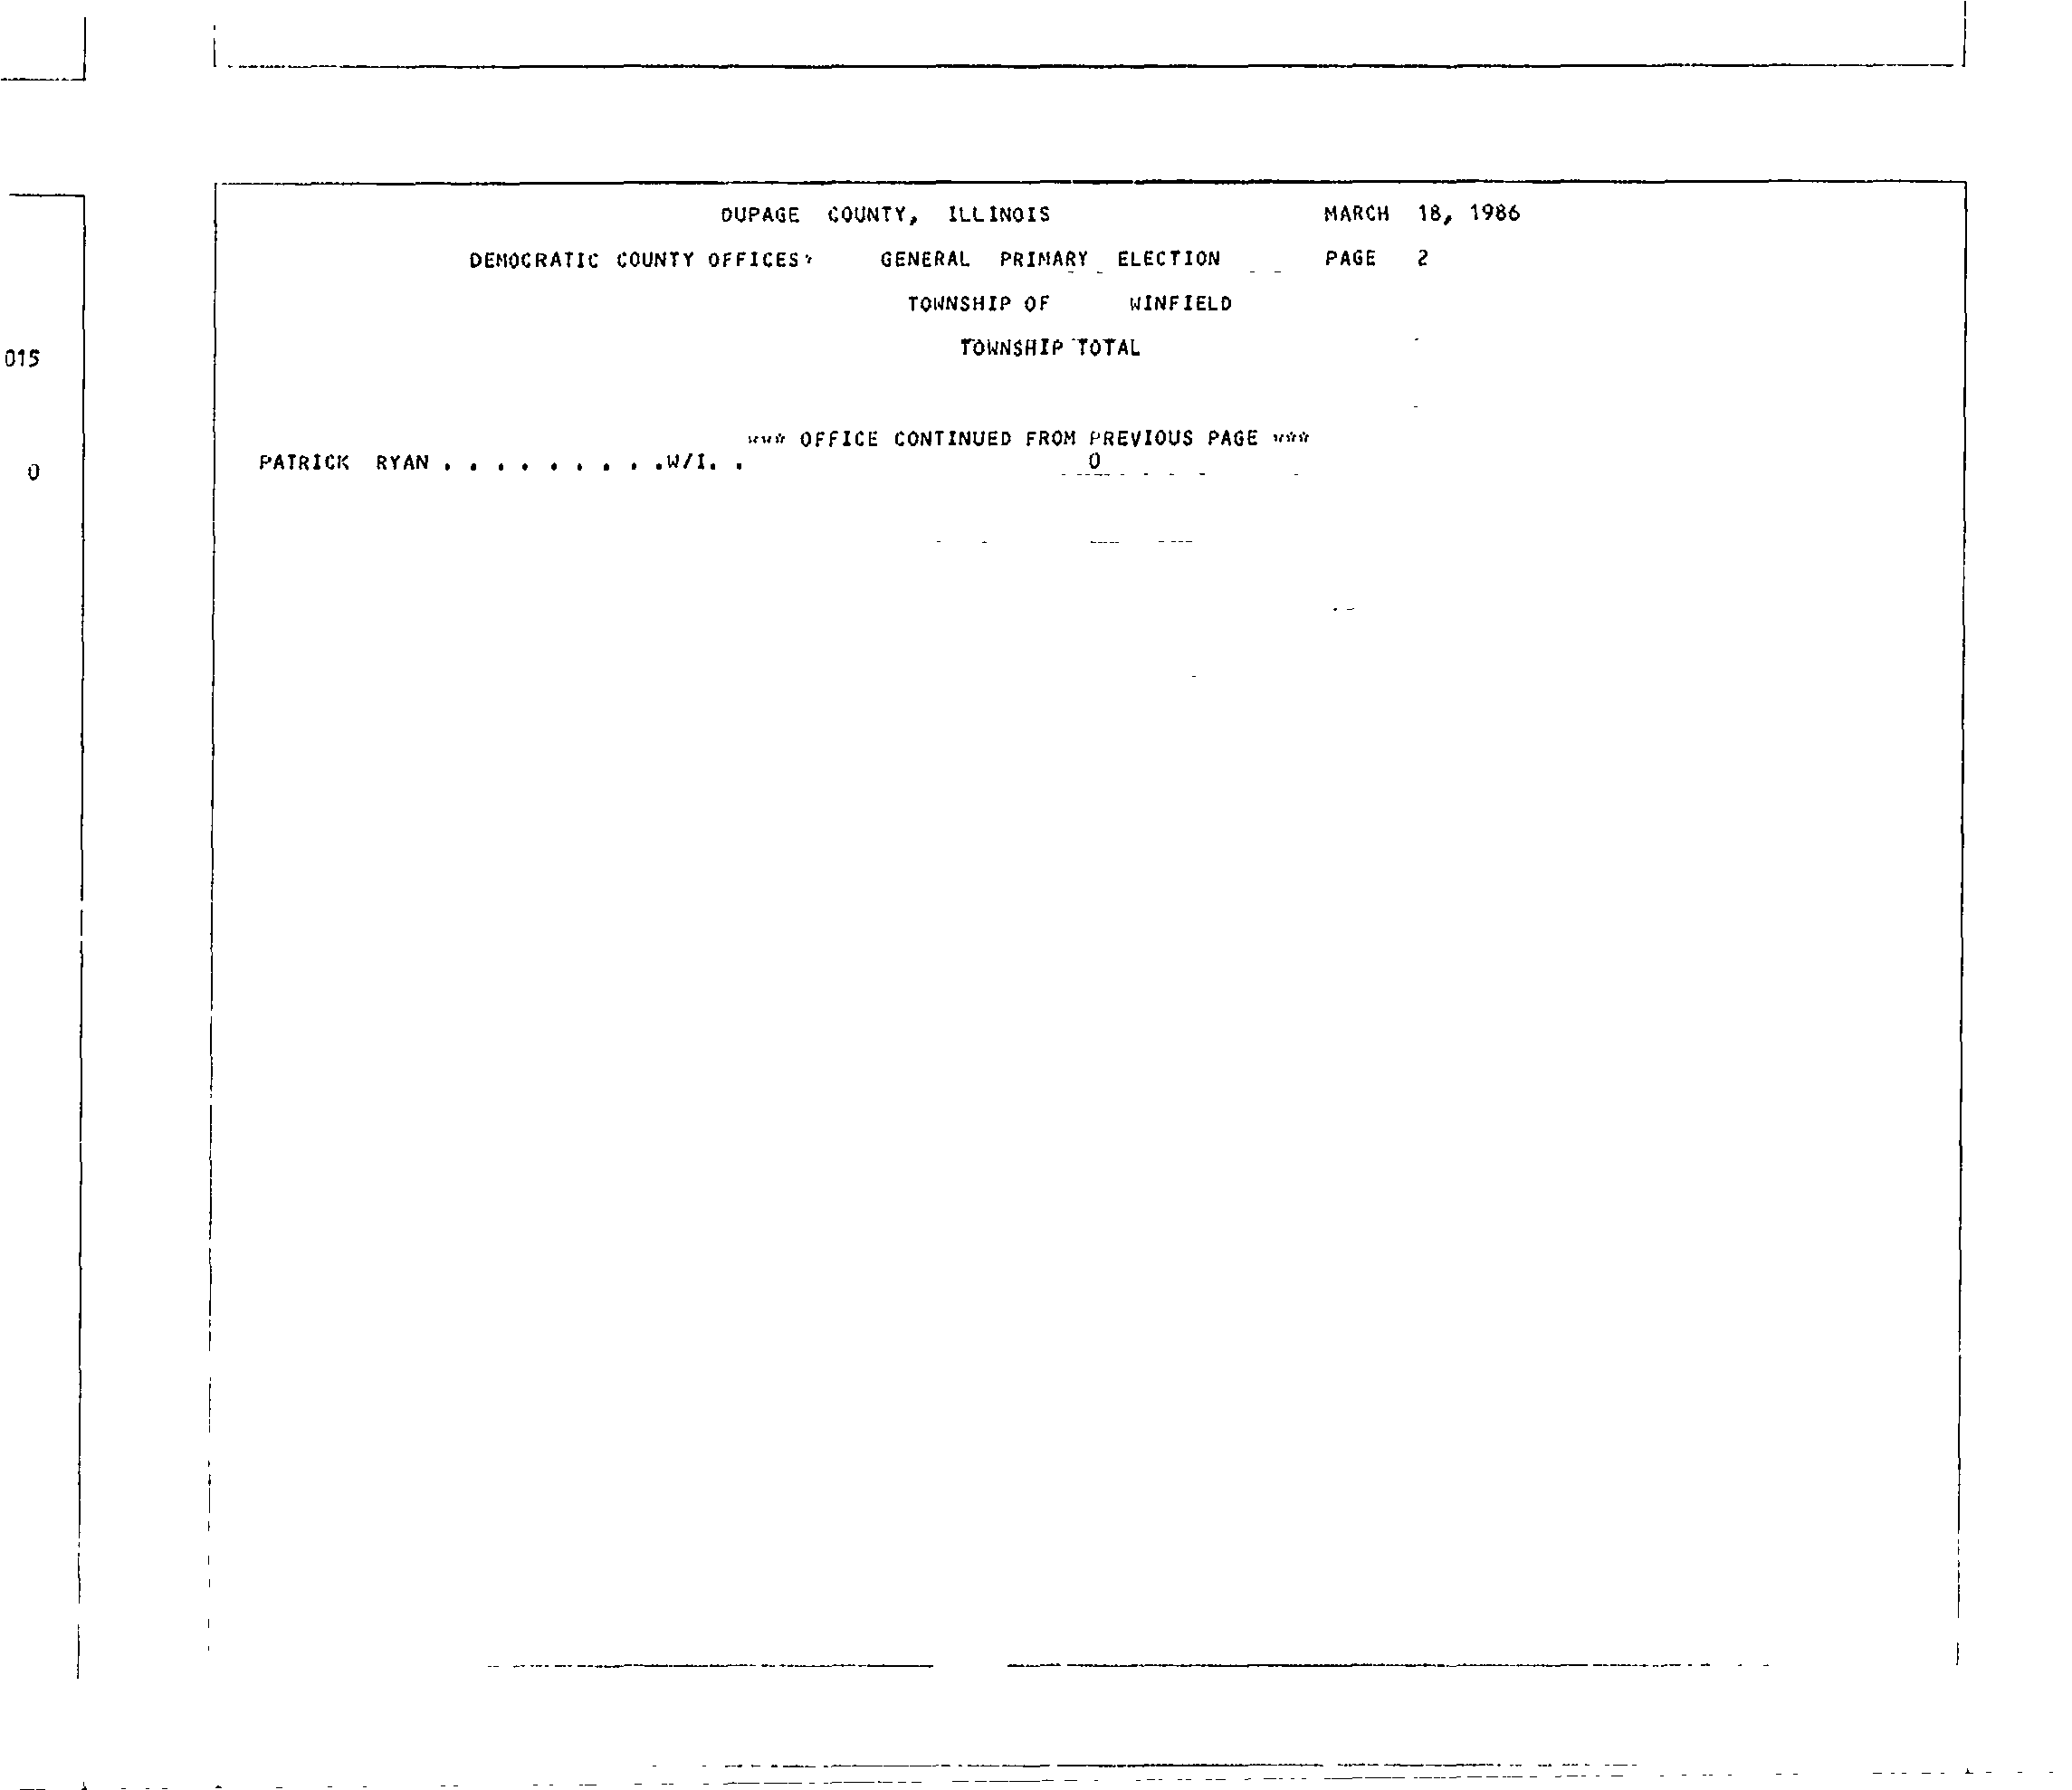 DUPAGE COUNTY, ILLINOIS MARCH 18, 1986
DEMOCRATIC COUNTY OFFICES* GENERAL PRIMARY ELECTION PAGE 2
TOWNSHIP OF WINFIELD
TOWNSHIP TOTAL
015
*** OFFICE CONTINUED FROM PREVIOUS PAGE ***
PATRICK RYAN . . . . . . . . .W/I. . 0
0